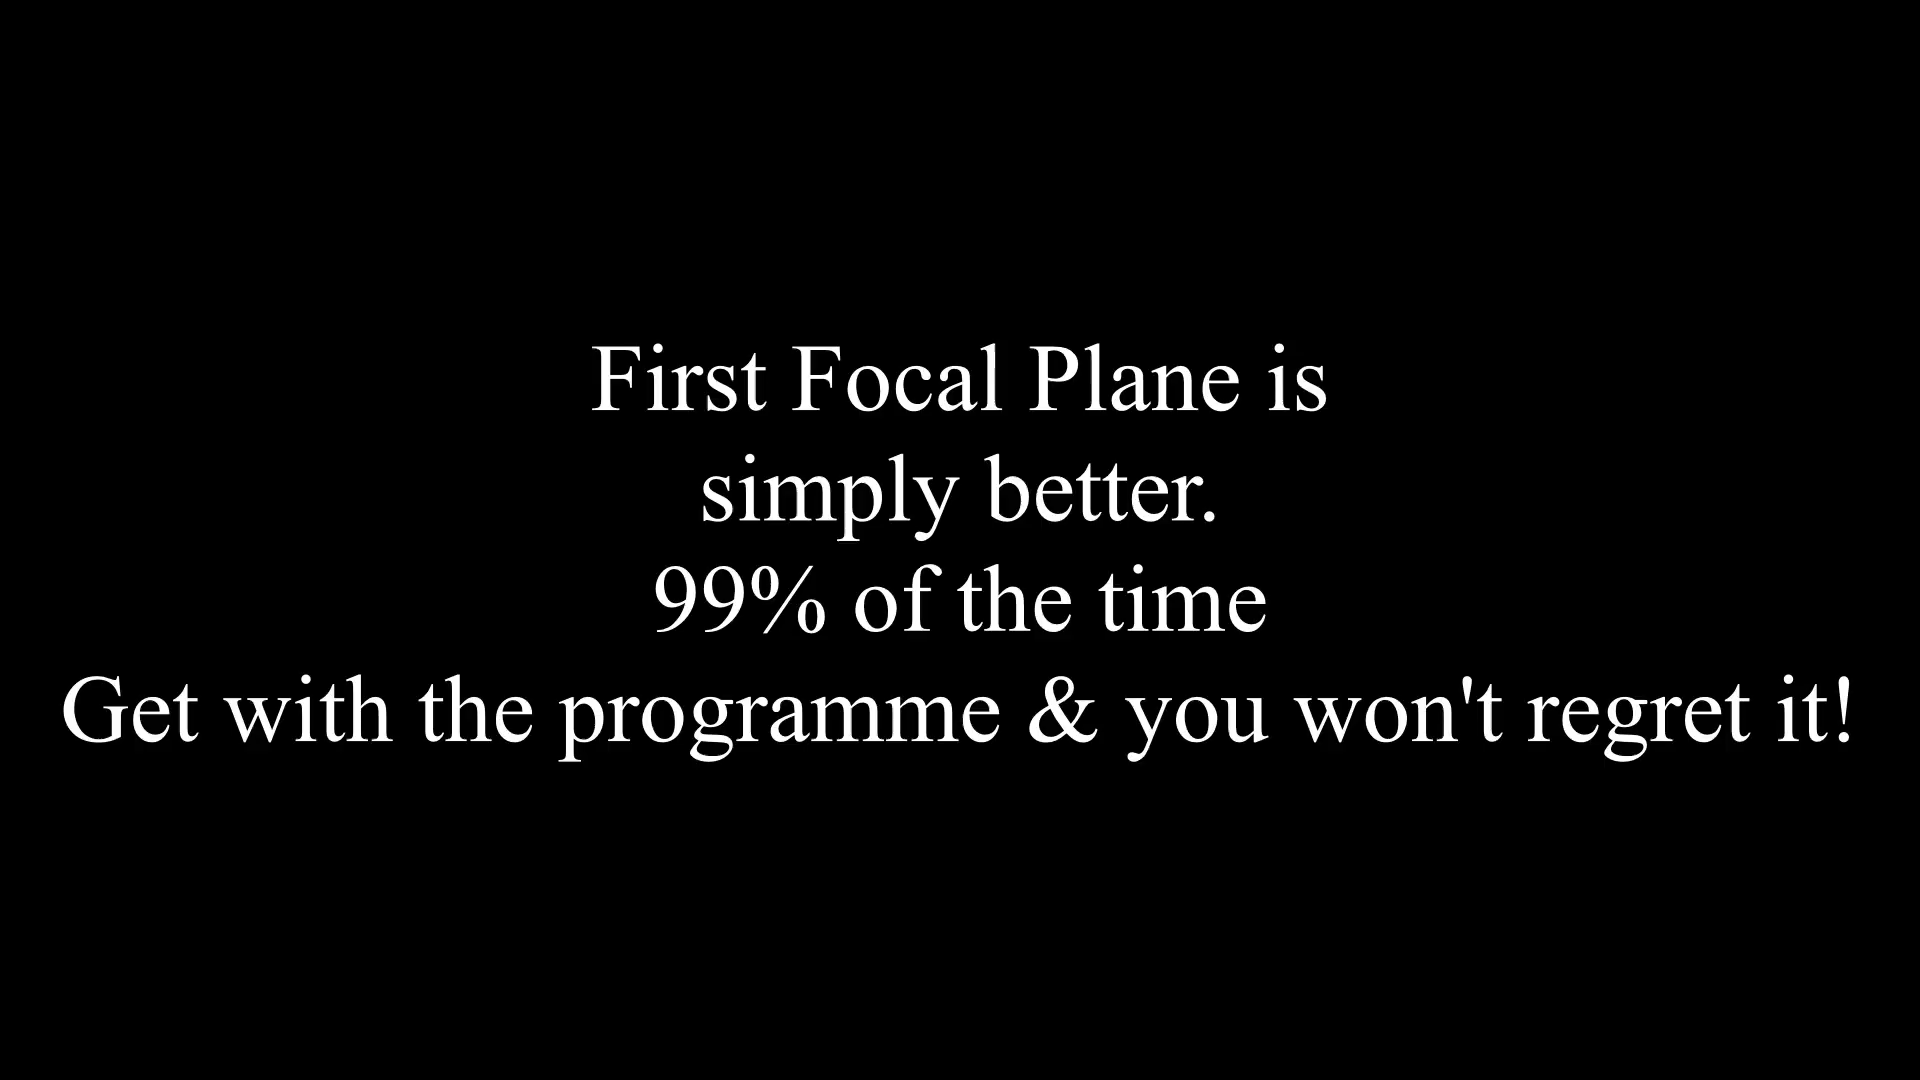 First Focal Plane is
simply better.
99% of the time
Get with the programme & you won't regret it!